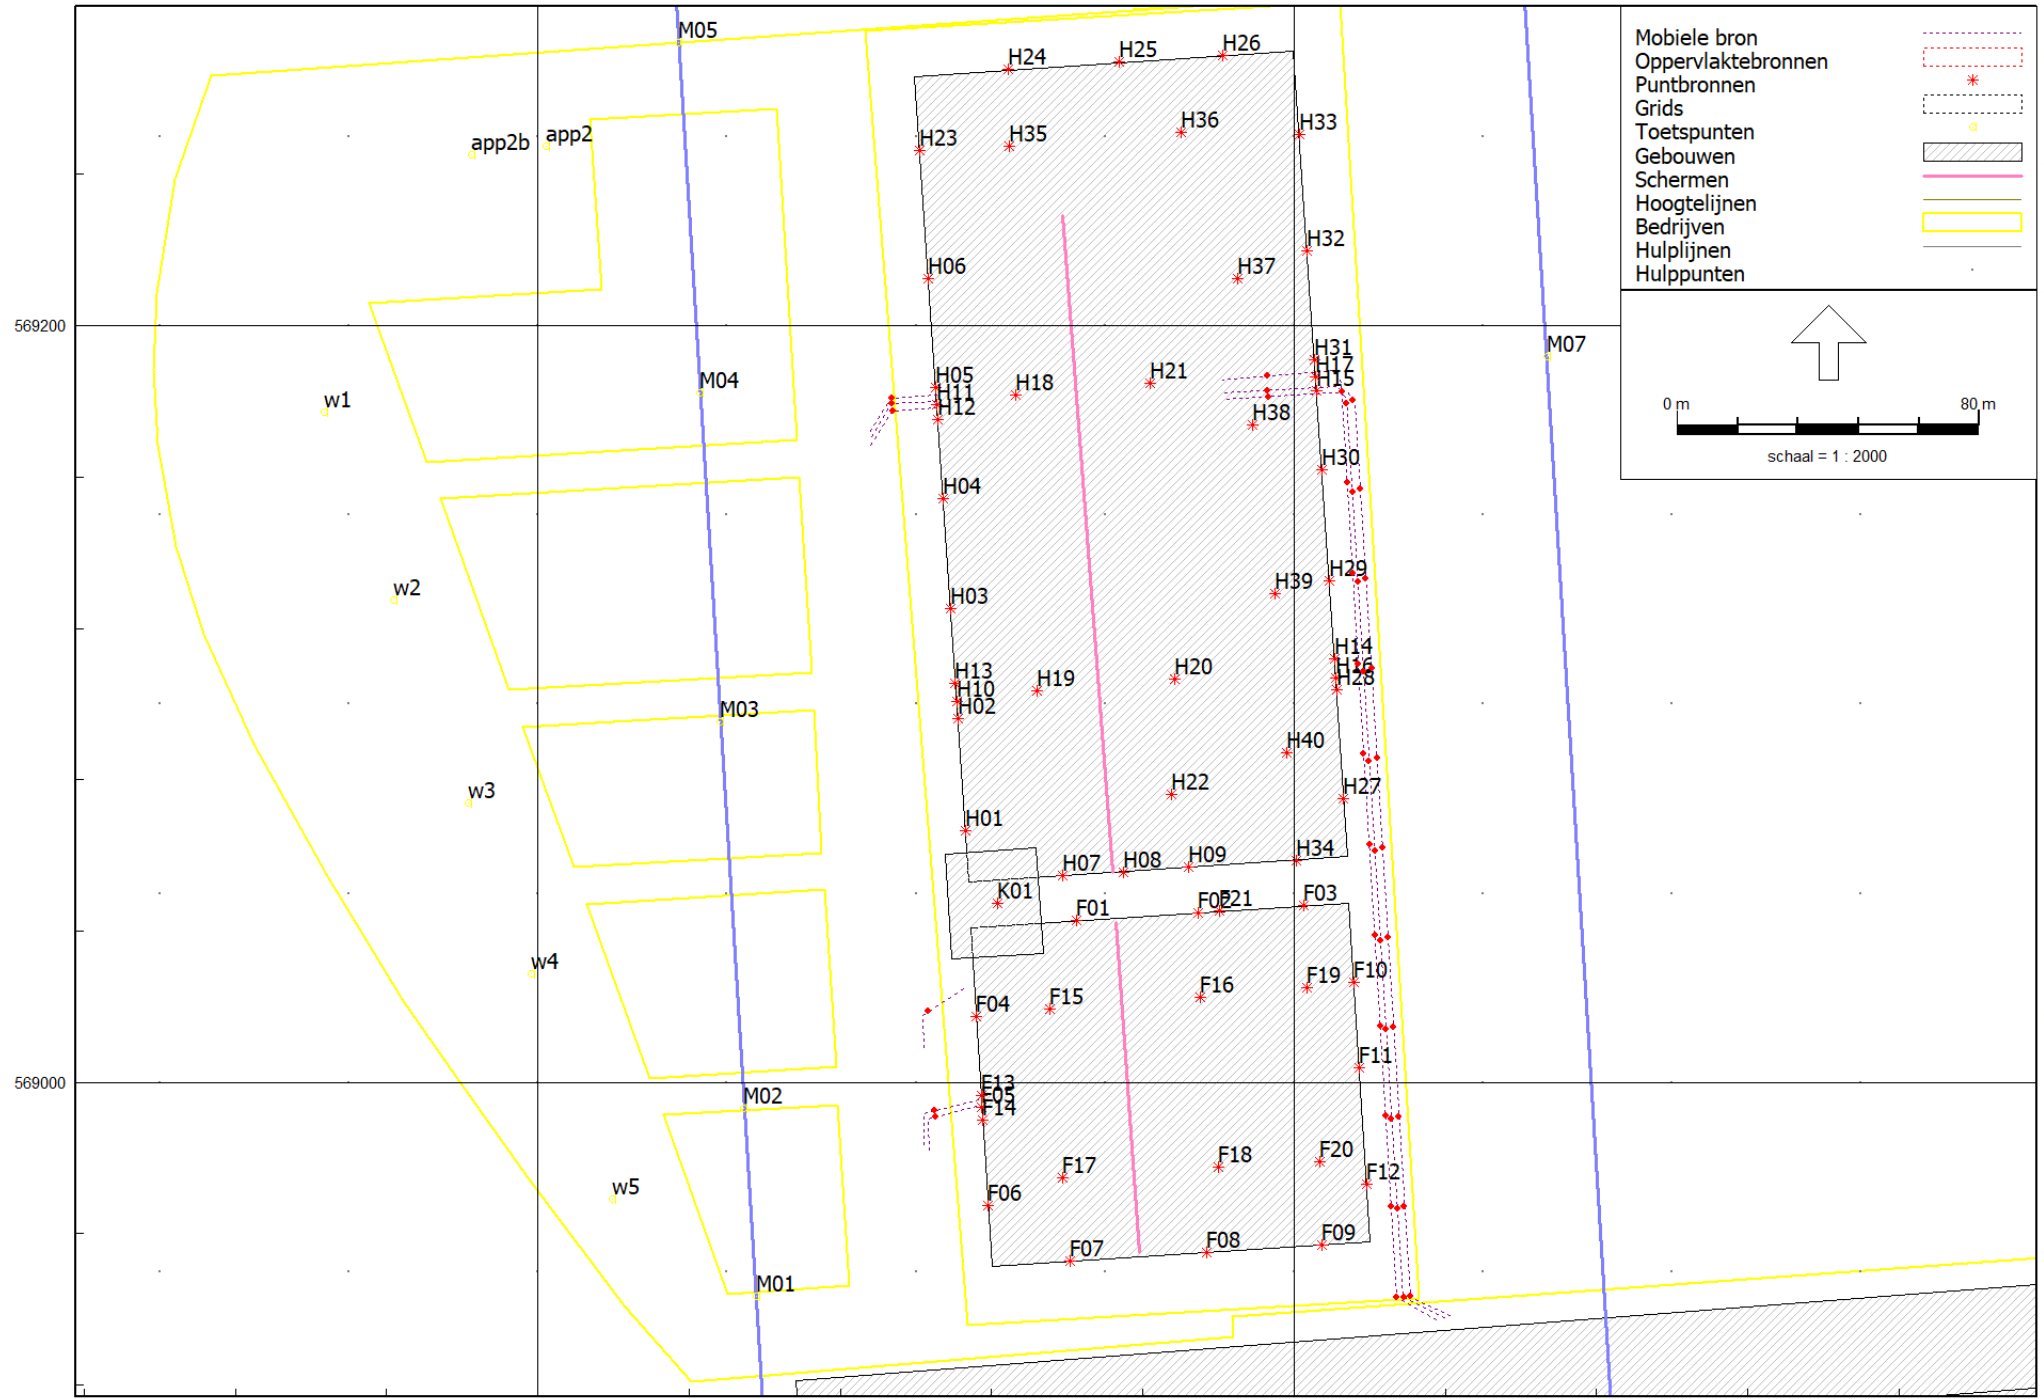 M05
H24
H25
H26
Mobiele bron
Oppervlaktebronnen
Puntbronnen
Grids
Toetspunten
Gebouwen
Schermen
Hoogtelijnen
Bedrijven
Hulplijnen
Hulppunten
app2b
app2
H23
H35
H36
H33
H32
H06
H37
569200
M07
H31
H17
H15
M04
H05
H11
H12
H18
H21
H38
w1
0 m
80 m
schaal = 1 : 2000
H30
H04
w2
H03
H39
H29
H14
H16
H28
H13
H10
H02
H19
H20
M03
H40
w3
H22
H27
H01
H07
H08
H09
H34
K01
F01
F02
F21
F03
w4
F04
F15
F16
F19
F10
F11
569000
M02
F13
F05
F14
w5
F17
F18
F20
F12
F06
F07
F08
F09
M01